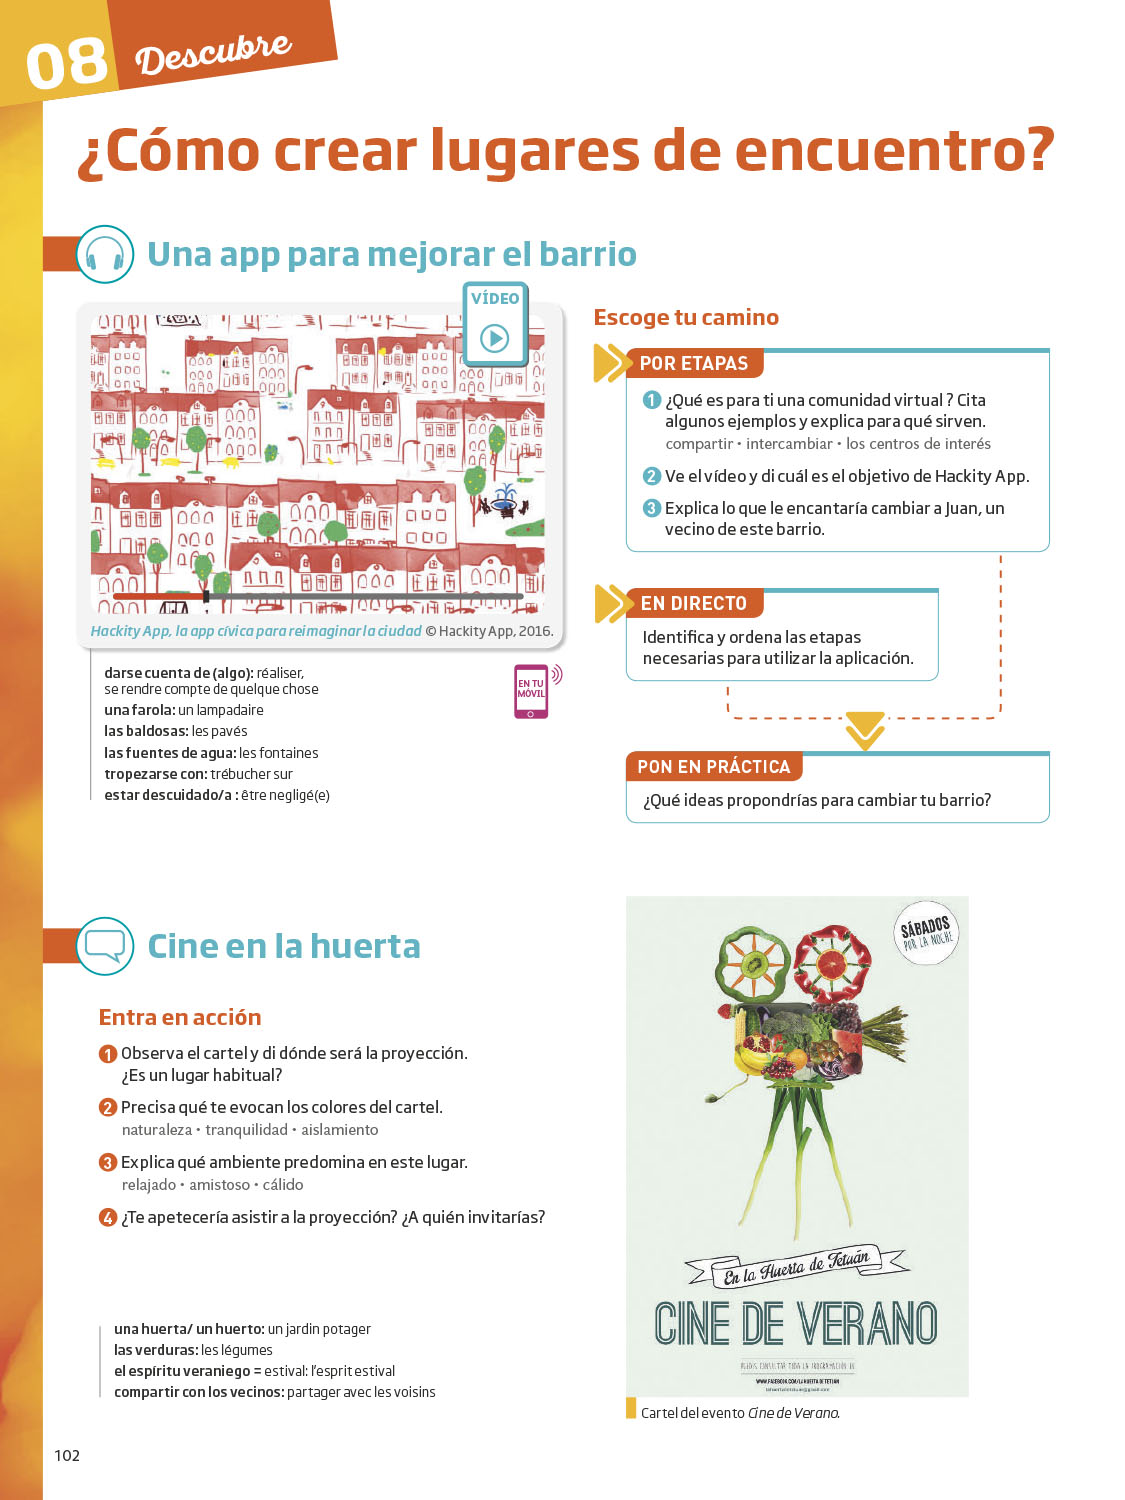 08 Descubre
¿Cómo crear lugares de encuentro?
Una app para mejorar el barrio
VÍDEO
Hackity App, la app cívica para reimaginar la ciudad © Hackity App, 2016.
darse cuenta de (algo): réaliser,
se rendre compte de quelque chose
una farola: un lampadaire
las baldosas: les pavés
las fuentes de agua: les fontaines
tropezarse con: trébucher sur
estar descuidado/a : être negligé(e)
EN TU
MÓVIL
Escoge tu camino
POR ETAPAS
1 ¿Qué es para ti una comunidad virtual ? Cita
algunos ejemplos y explica para qué sirven.
compartir • intercambiar • los centros de interés
2 Ve el vídeo y di cuál es el objetivo de Hackity App.
3 Explica lo que le encantaría cambiar a Juan, un
vecino de este barrio.
EN DIRECTO
Identifica y ordena las etapas
necesarias para utilizar la aplicación.
PON EN PRÁCTICA
¿Qué ideas propondrías para cambiar tu barrio?
Cine en la huerta
Entra en acción
1 Observa el cartel y di dónde será la proyección.
¿Es un lugar habitual?
2 Precisa qué te evocan los colores del cartel.
naturaleza • tranquilidad • aislamiento
3 Explica qué ambiente predomina en este lugar.
relajado • amistoso • cálido
4 ¿Te apetecería asistir a la proyección? ¿A quién invitarías?
una huerta/ un huerto: un jardin potager
las verduras: les légumes
el espíritu veraniego = estival: l'esprit estival
compartir con los vecinos: partager avec les voisins
SÁBADOS
POR LA NOCHE
En la Huerta de Tetuán
CINE DE VERANO
PUEDES CONSULTAR TODA LA PROGRAMACIÓN EN
WWW.FACEBOOK.COM/LAHUERTADETETUAN
Cartel del evento Cine de Verano.
102